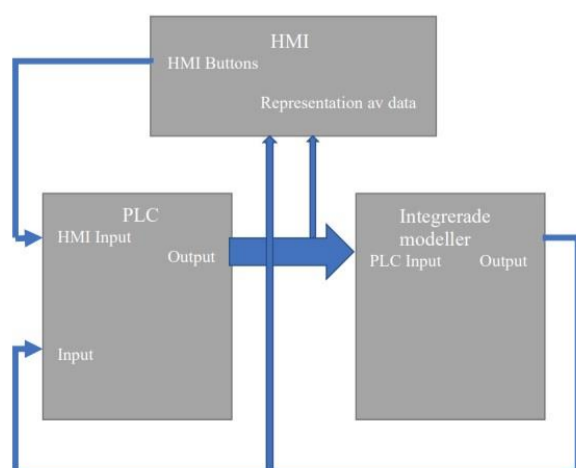 HMI
HMI Buttons
Representation av data
PLC
HMI Input
Output
Input
Integrerade
modeller
PLC Input Output